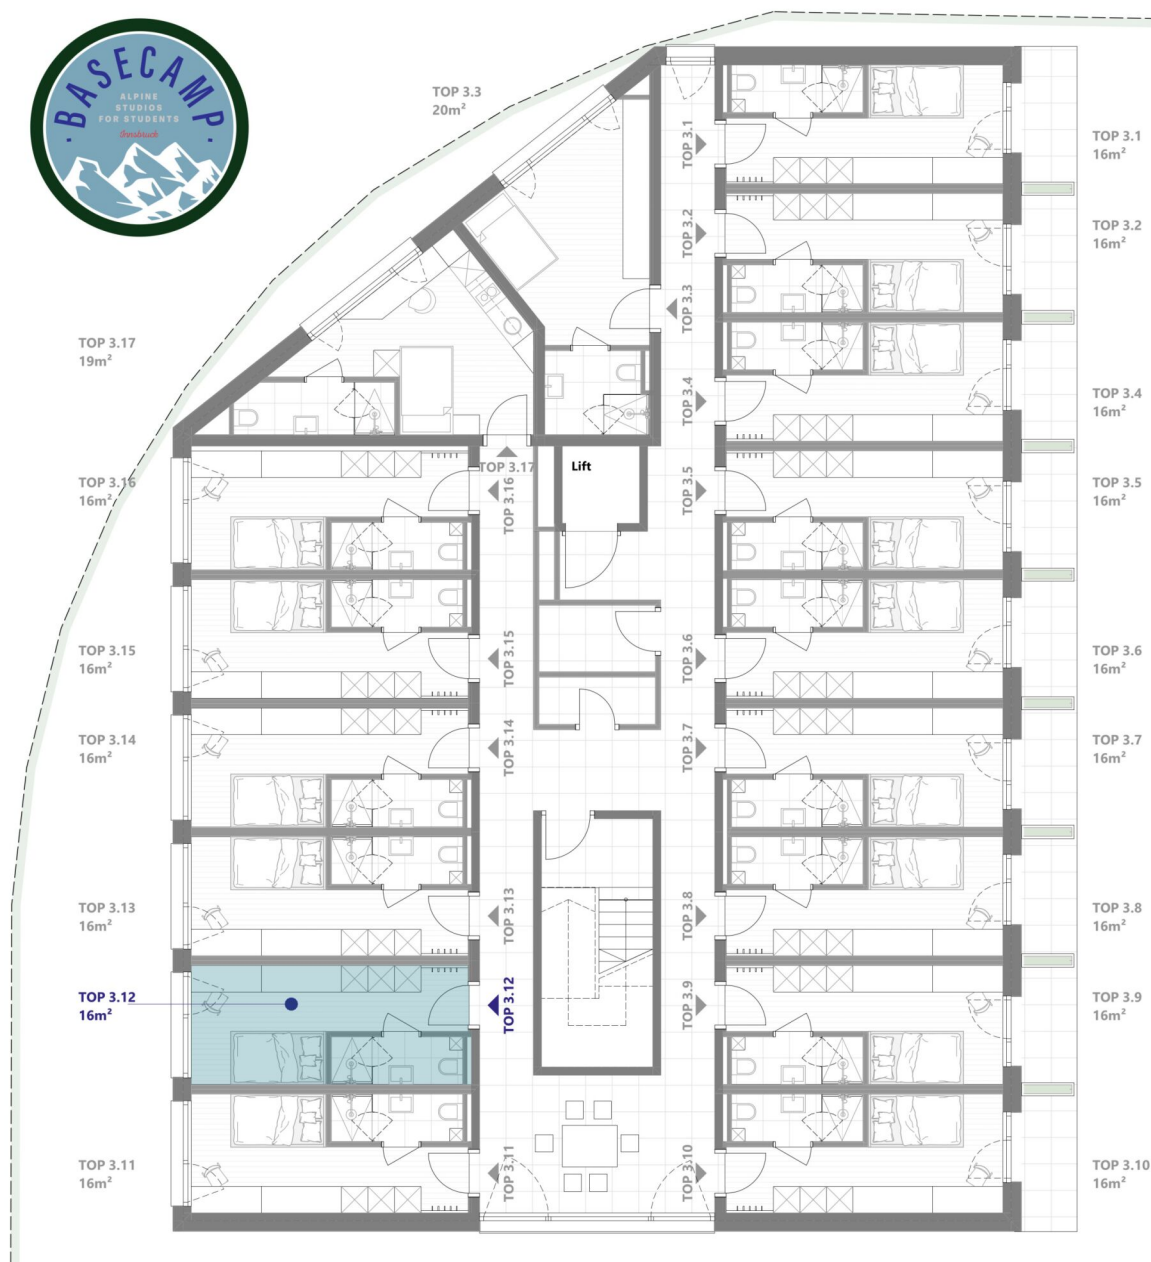 BASECAMP
ALPINE
STUDIOS
FOR STUDENTS
Innsbruck
TOP 3.3
20m²
TOP 3.17
19m²
TOP 3.16
16m²
TOP 3.15
16m²
TOP 3.14
16m²
TOP 3.13
16m²
TOP 3.12
16m²
TOP 3.11
16m²
TOP 3.1
TOP 3.2
TOP 3.3
TOP 3.4
TOP 3.5
TOP 3.6
TOP 3.7
TOP 3.8
TOP 3.9
TOP 3.10
TOP 3.17
Lift
TOP 3.16
TOP 3.15
TOP 3.14
TOP 3.13
TOP 3.12
TOP 3.11
TOP 3.1
16m²
TOP 3.2
16m²
TOP 3.4
16m²
TOP 3.5
16m²
TOP 3.6
16m²
TOP 3.7
16m²
TOP 3.8
16m²
TOP 3.9
16m²
TOP 3.10
16m²